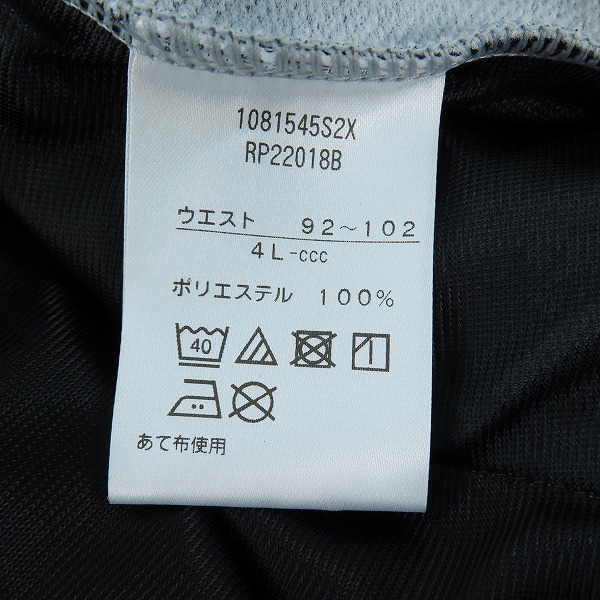 1081545S2X
RP22018B
ウエスト 92～102
4L-ccc
ポリエステル 100%
40
あて布使用